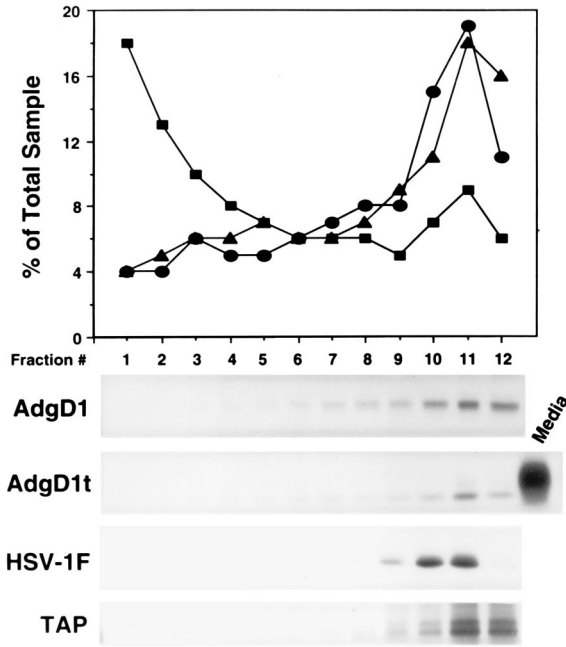 20
16
12
8
4
0
% of Total Sample
Fraction # 1 2 3 4 5 6 7 8 9 10 11 12
AdgD1
Media
AdgD1t
HSV-1F
TAP